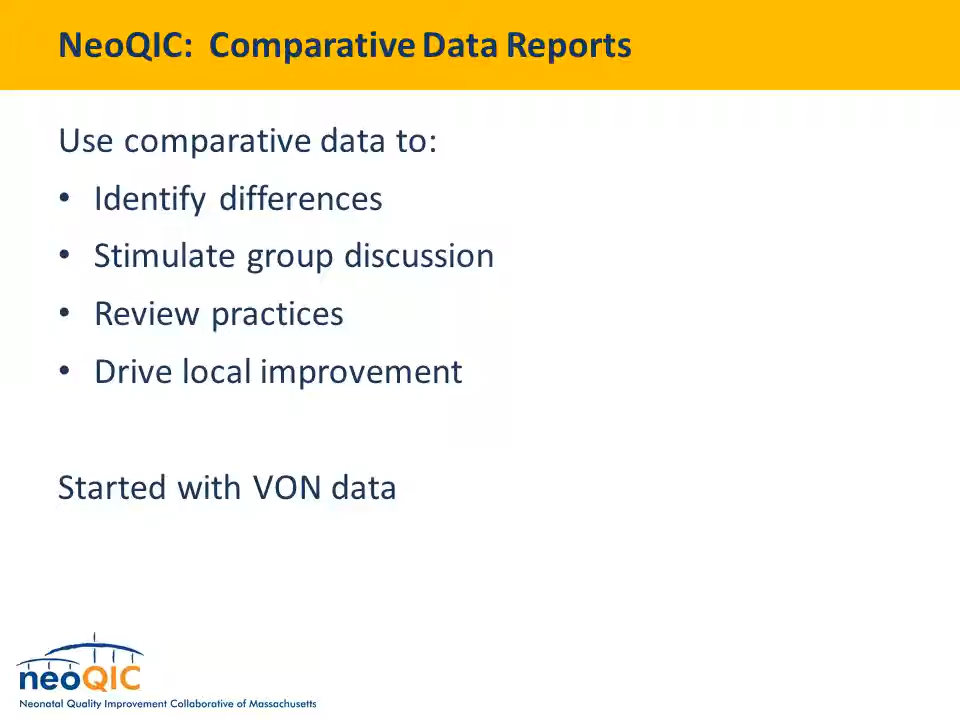 NeoQIC: Comparative Data Reports
Use comparative data to:
• Identify differences
• Stimulate group discussion
• Review practices
• Drive local improvement
Started with VON data
neoQIC
Neonatal Quality Improvement Collaborative of Massachusetts